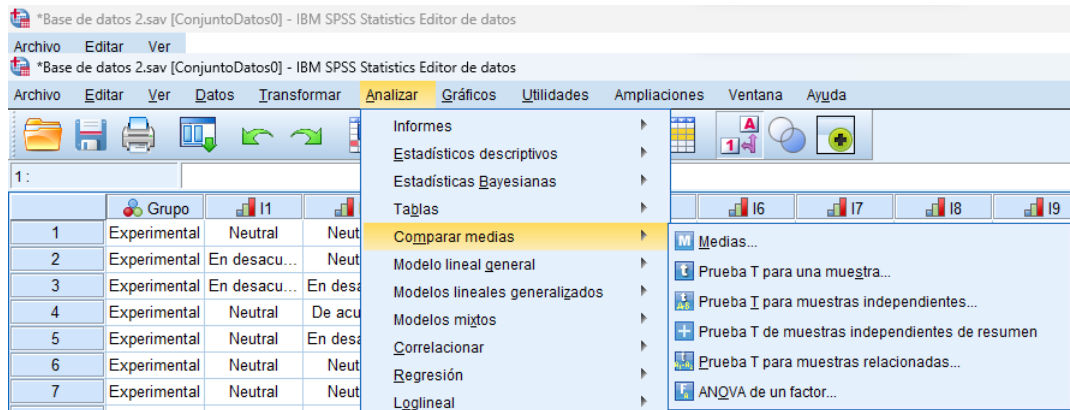 *Base de datos 2.sav [ConjuntoDatos0] - IBM SPSS Statistics Editor de datos
Archivo Editar Ver
*Base de datos 2.sav [ConjuntoDatos0] - IBM SPSS Statistics Editor de datos
Archivo Editar Ver Datos Transformar Analizar Gráficos Utilidades Ampliaciones Ventana Ayuda
A
1
1 :
Informes
Estadísticos descriptivos
Estadísticas Bayesianas
Tablas
Comparar medias
Modelo lineal general
Modelos lineales generalizados
Modelos mixtos
Correlacionar
Regresión
Loglineal
Grupo I1 I6 I7 I8 I9
1 Experimental Neutral Neut
2 Experimental En desacu... Neut
3 Experimental En desacu... En desa
4 Experimental Neutral De acu
5 Experimental Neutral En desa
6 Experimental Neutral Neut
7 Experimental Neutral Neut
M Medias...
t Prueba T para una muestra...
Prueba T para muestras independientes...
Prueba T de muestras independientes de resumen
Prueba T para muestras relacionadas...
ANOVA de un factor...